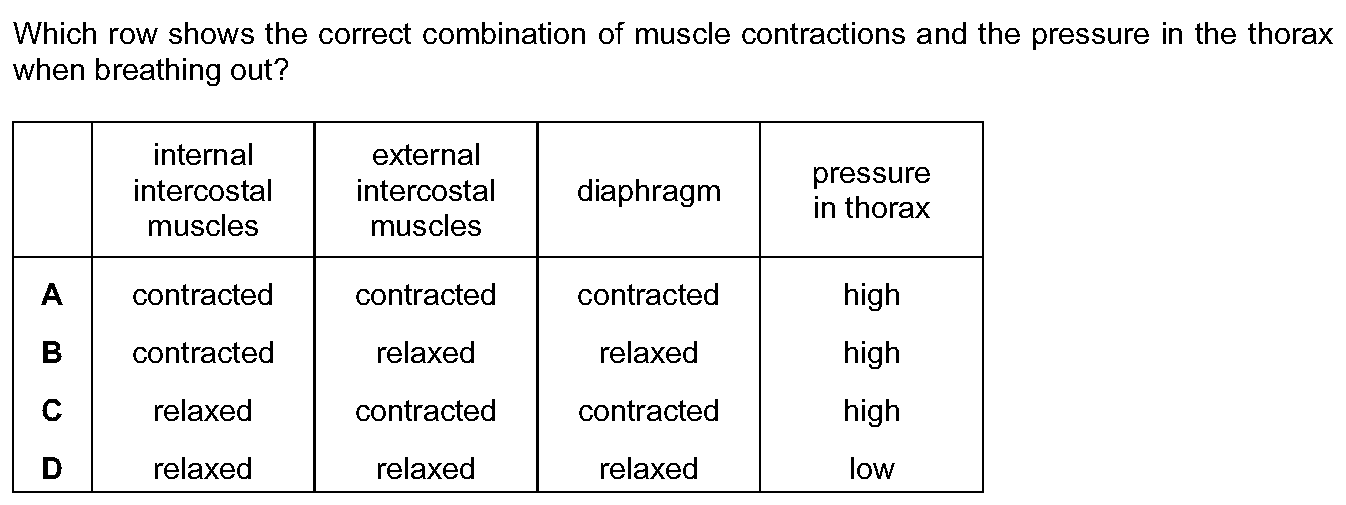 Which row shows the correct combination of muscle contractions and the pressure in the thorax
when breathing out?
internal
intercostal
muscles
external
intercostal
muscles
diaphragm
pressure
in thorax
A contracted contracted contracted high
B contracted relaxed relaxed high
C relaxed contracted contracted high
D relaxed relaxed relaxed low